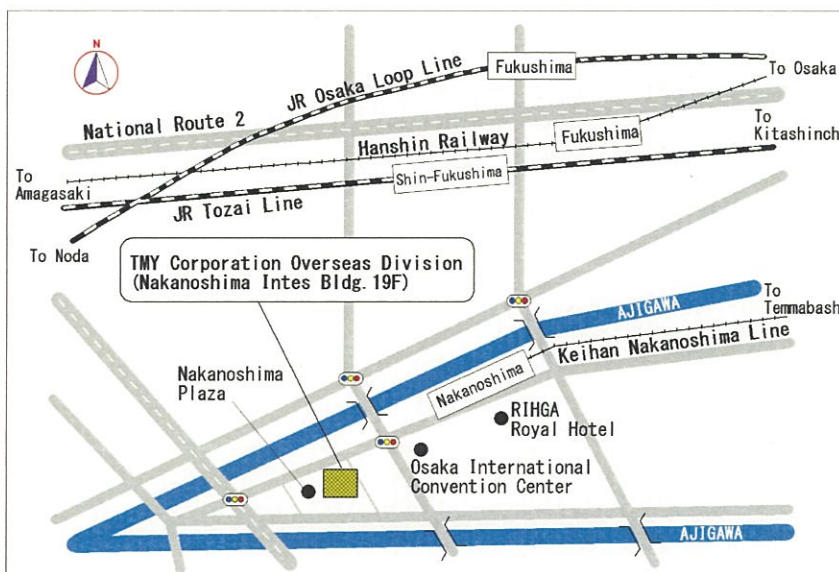 N
JR Osaka Loop Line
Fukushima
To Osaka
National Route 2
Hanshin Railway
Fukushima
To
Kitashinch
To
Amagasaki
Shin-Fukushima
JR Tozai Line
To Noda
TMY Corporation Overseas Division
(Nakanoshima Intes Bldg. 19F)
AJIGAWA
To
Temmabash
Keihan Nakanoshima Line
Nakanoshima
Nakanoshima
Plaza
RIHGA
Royal Hotel
Osaka International
Convention Center
AJIGAWA